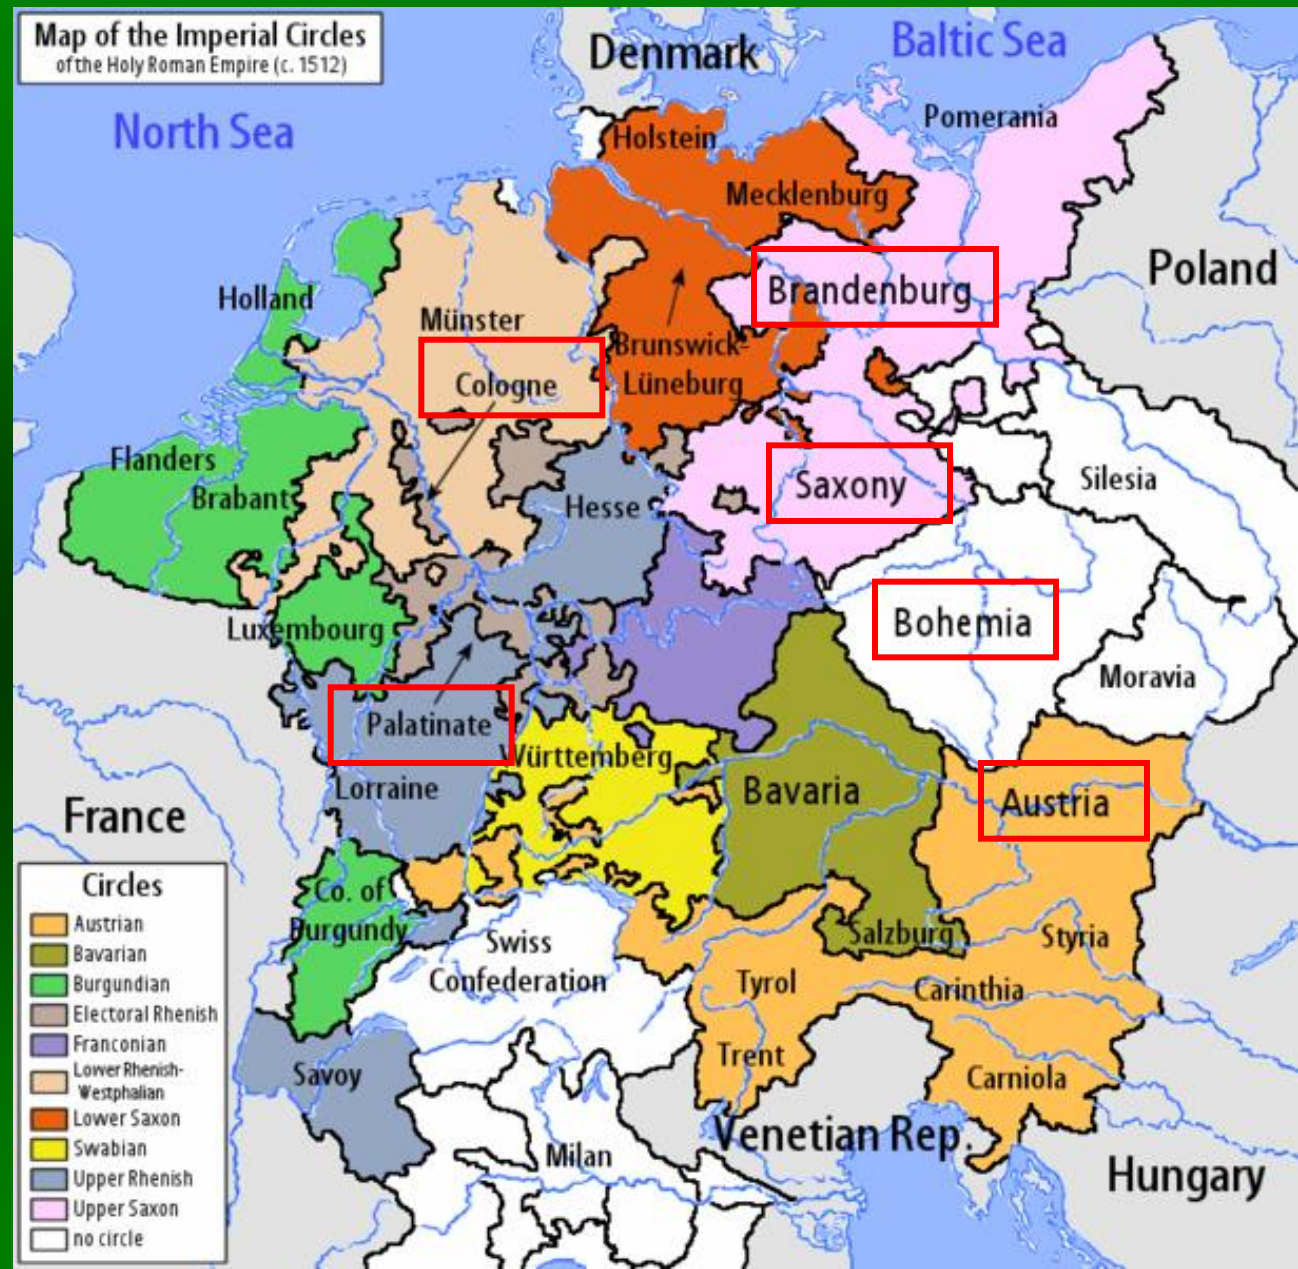 Map of the Imperial Circles
of the Holy Roman Empire (c. 1512)
Denmark
Baltic Sea
North Sea
Pomerania
Holstein
Mecklenburg
Poland
Brandenburg
Holland
Münster
Brunswick-
Lüneburg
Cologne
Flanders
Brabant
Hesse
Saxony
Silesia
Luxembourg
Bohemia
Moravia
Palatinate
Württemberg
Lorraine
Bavaria
Austria
France
Co. of
Burgundy
Swiss
Confederation
Salzburg
Styria
Tyrol
Carinthia
Trent
Carniola
Savoy
Milan
Venetian Rep.
Hungary
Circles
Austrian
Bavarian
Burgundian
Electoral Rhenish
Franconian
Lower Rhenish-
Westphalian
Lower Saxon
Swabian
Upper Rhenish
Upper Saxon
no circle